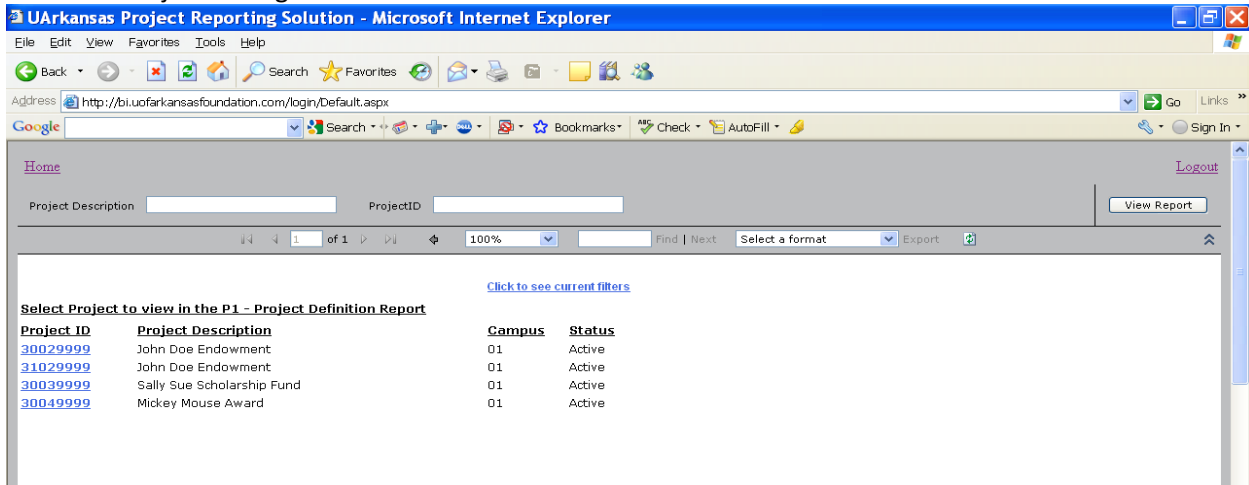 UArkansas Project Reporting Solution - Microsoft Internet Explorer
File Edit View Favorites Tools Help
Back Search Favorites
Address http://bi.uofarkansasfoundation.com/login/Default.aspx Go Links »
Google Search Bookmarks Check AutoFill Sign In
Home Logout
Project Description ProjectID View Report
1 of 1 100% Find | Next Select a format Export
Click to see current filters
Select Project to view in the P1 - Project Definition Report
Project ID Project Description Campus Status
30029999 John Doe Endowment 01 Active
31029999 John Doe Endowment 01 Active
30039999 Sally Sue Scholarship Fund 01 Active
30049999 Mickey Mouse Award 01 Active